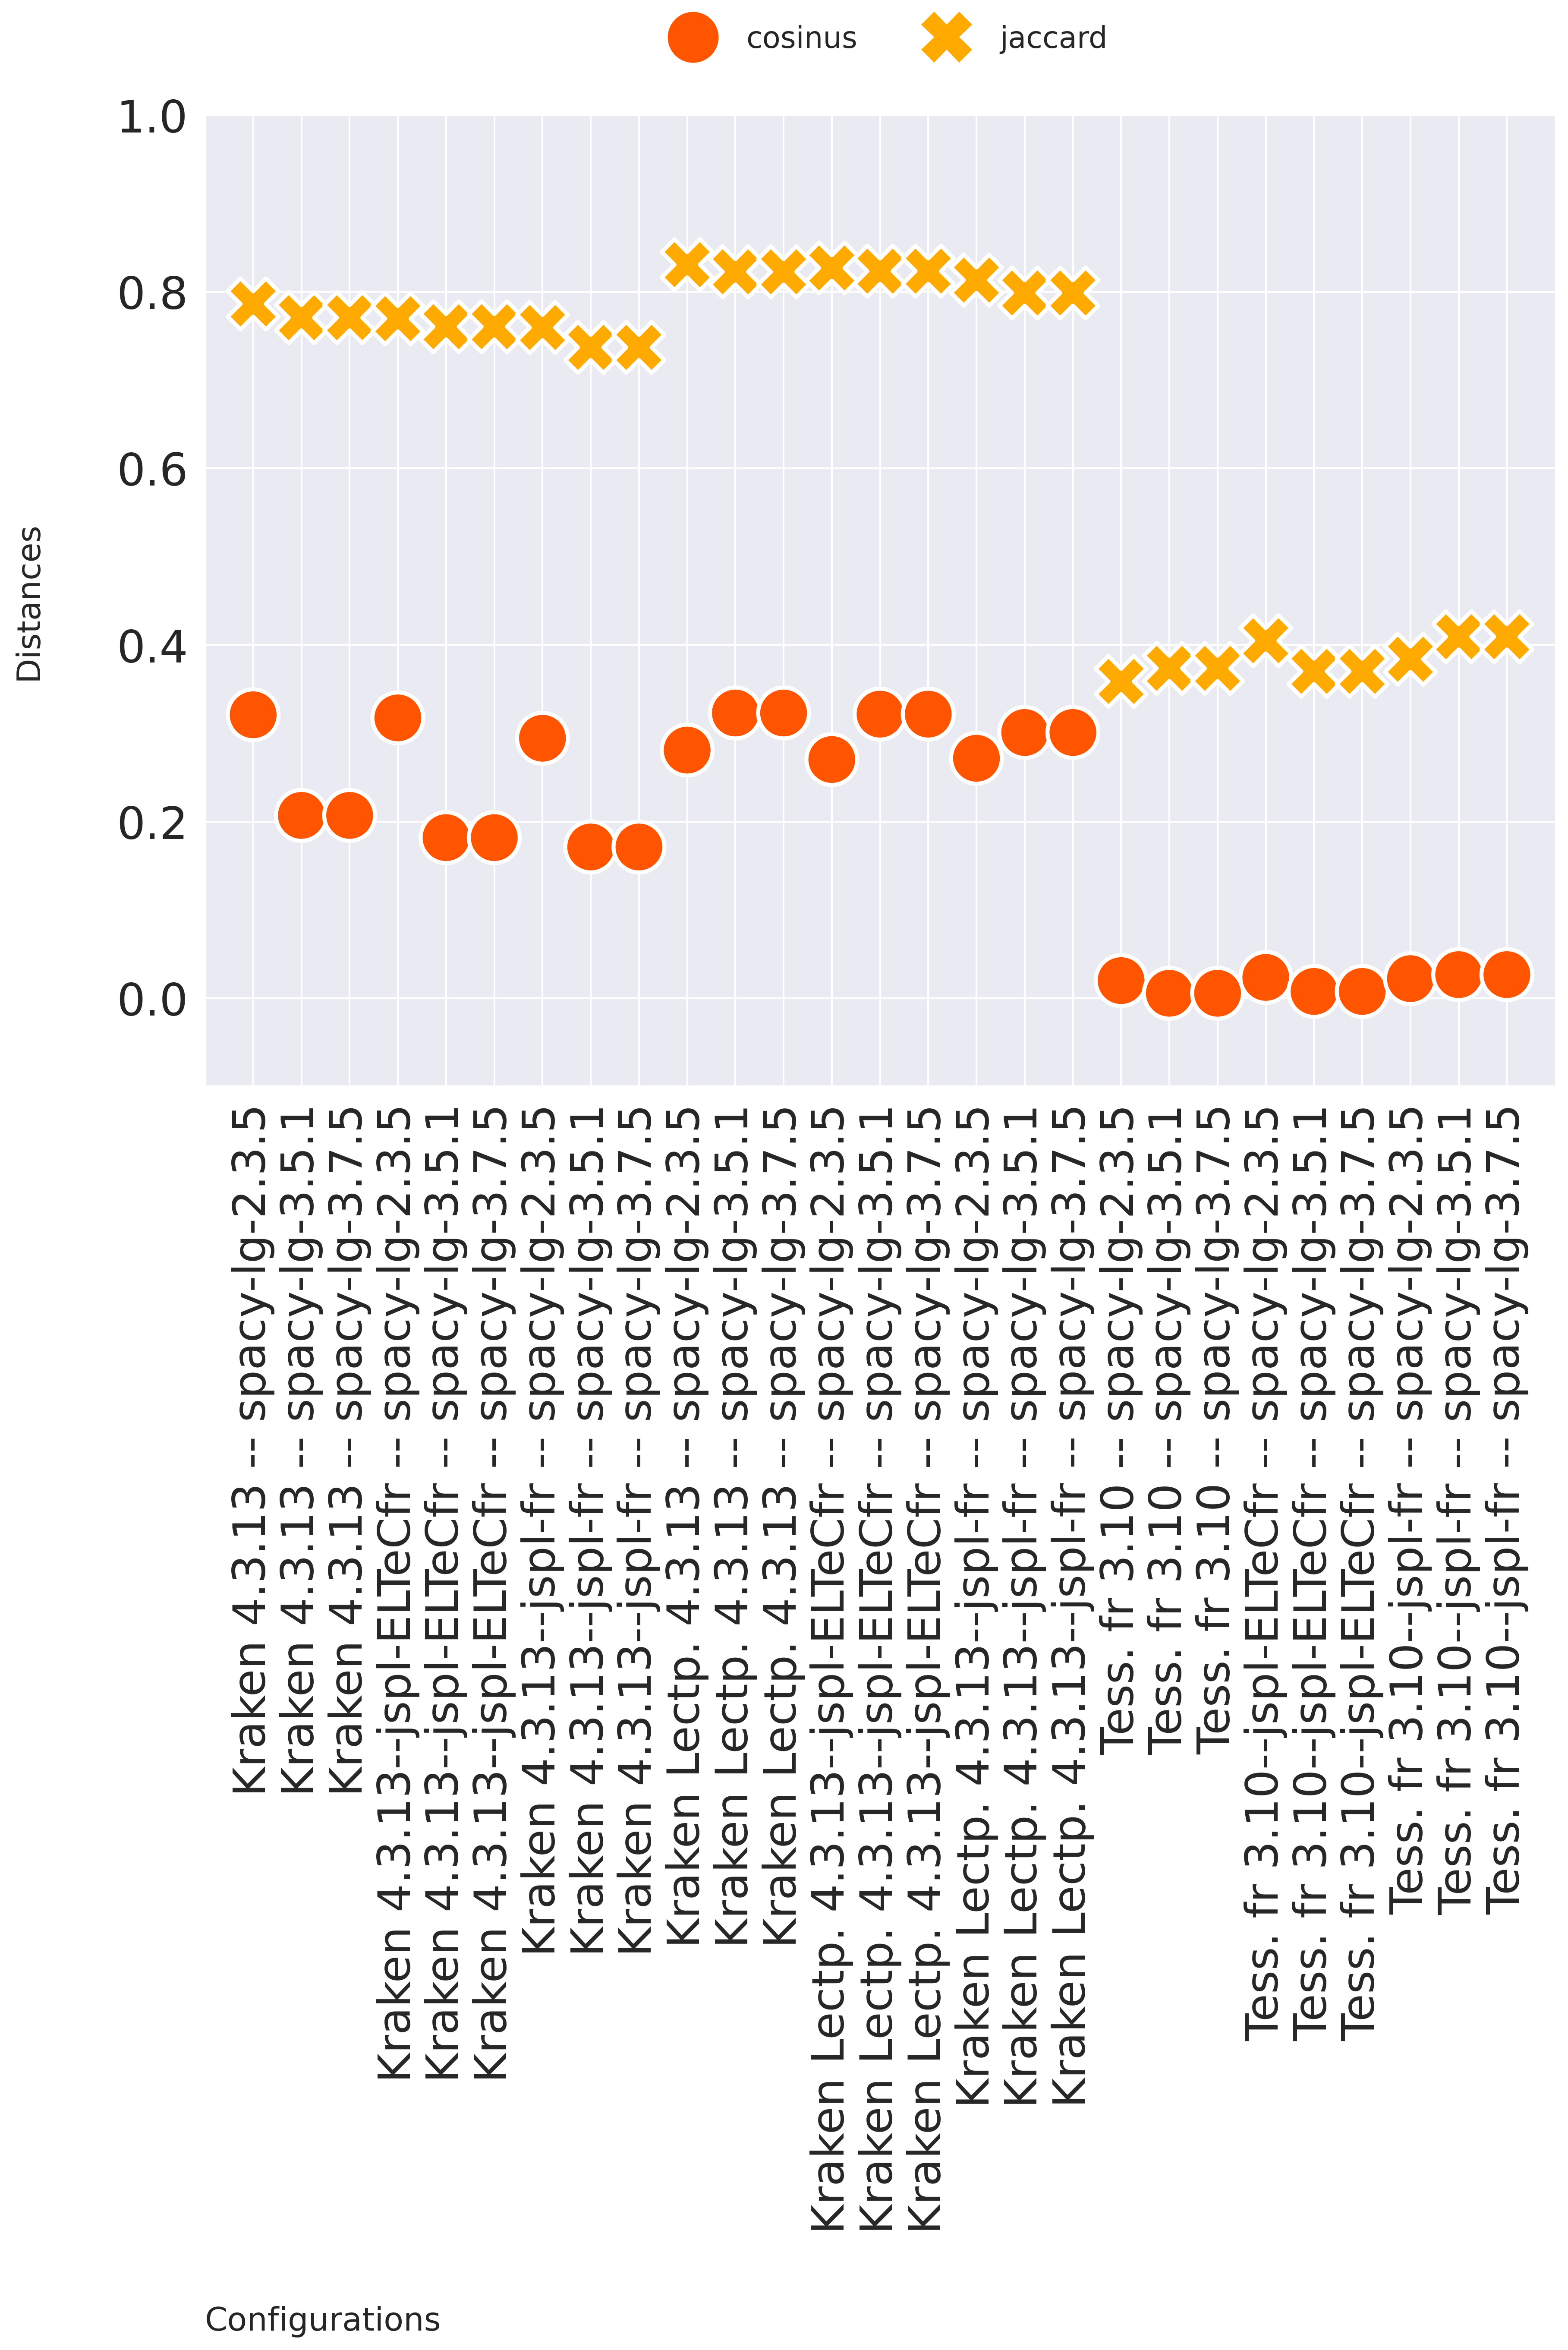 cosinus jaccard
1.0
0.8
0.6
0.4
0.2
0.0
Distances
Kraken 4.3.13 -- spacy-lg-2.3.5
Kraken 4.3.13 -- spacy-lg-3.5.1
Kraken 4.3.13 -- spacy-lg-3.7.5
Kraken 4.3.13--jspl-ELTeCfr -- spacy-lg-2.3.5
Kraken 4.3.13--jspl-ELTeCfr -- spacy-lg-3.5.1
Kraken 4.3.13--jspl-ELTeCfr -- spacy-lg-3.7.5
Kraken 4.3.13--jspl-fr -- spacy-lg-2.3.5
Kraken 4.3.13--jspl-fr -- spacy-lg-3.5.1
Kraken 4.3.13--jspl-fr -- spacy-lg-3.7.5
Kraken Lectp. 4.3.13 -- spacy-lg-2.3.5
Kraken Lectp. 4.3.13 -- spacy-lg-3.5.1
Kraken Lectp. 4.3.13 -- spacy-lg-3.7.5
Kraken Lectp. 4.3.13--jspl-ELTeCfr -- spacy-lg-2.3.5
Kraken Lectp. 4.3.13--jspl-ELTeCfr -- spacy-lg-3.5.1
Kraken Lectp. 4.3.13--jspl-ELTeCfr -- spacy-lg-3.7.5
Kraken Lectp. 4.3.13--jspl-fr -- spacy-lg-2.3.5
Kraken Lectp. 4.3.13--jspl-fr -- spacy-lg-3.5.1
Kraken Lectp. 4.3.13--jspl-fr -- spacy-lg-3.7.5
Tess. fr 3.10 -- spacy-lg-2.3.5
Tess. fr 3.10 -- spacy-lg-3.5.1
Tess. fr 3.10 -- spacy-lg-3.7.5
Tess. fr 3.10--jspl-ELTeCfr -- spacy-lg-2.3.5
Tess. fr 3.10--jspl-ELTeCfr -- spacy-lg-3.5.1
Tess. fr 3.10--jspl-ELTeCfr -- spacy-lg-3.7.5
Tess. fr 3.10--jspl-fr -- spacy-lg-2.3.5
Tess. fr 3.10--jspl-fr -- spacy-lg-3.5.1
Tess. fr 3.10--jspl-fr -- spacy-lg-3.7.5
Configurations